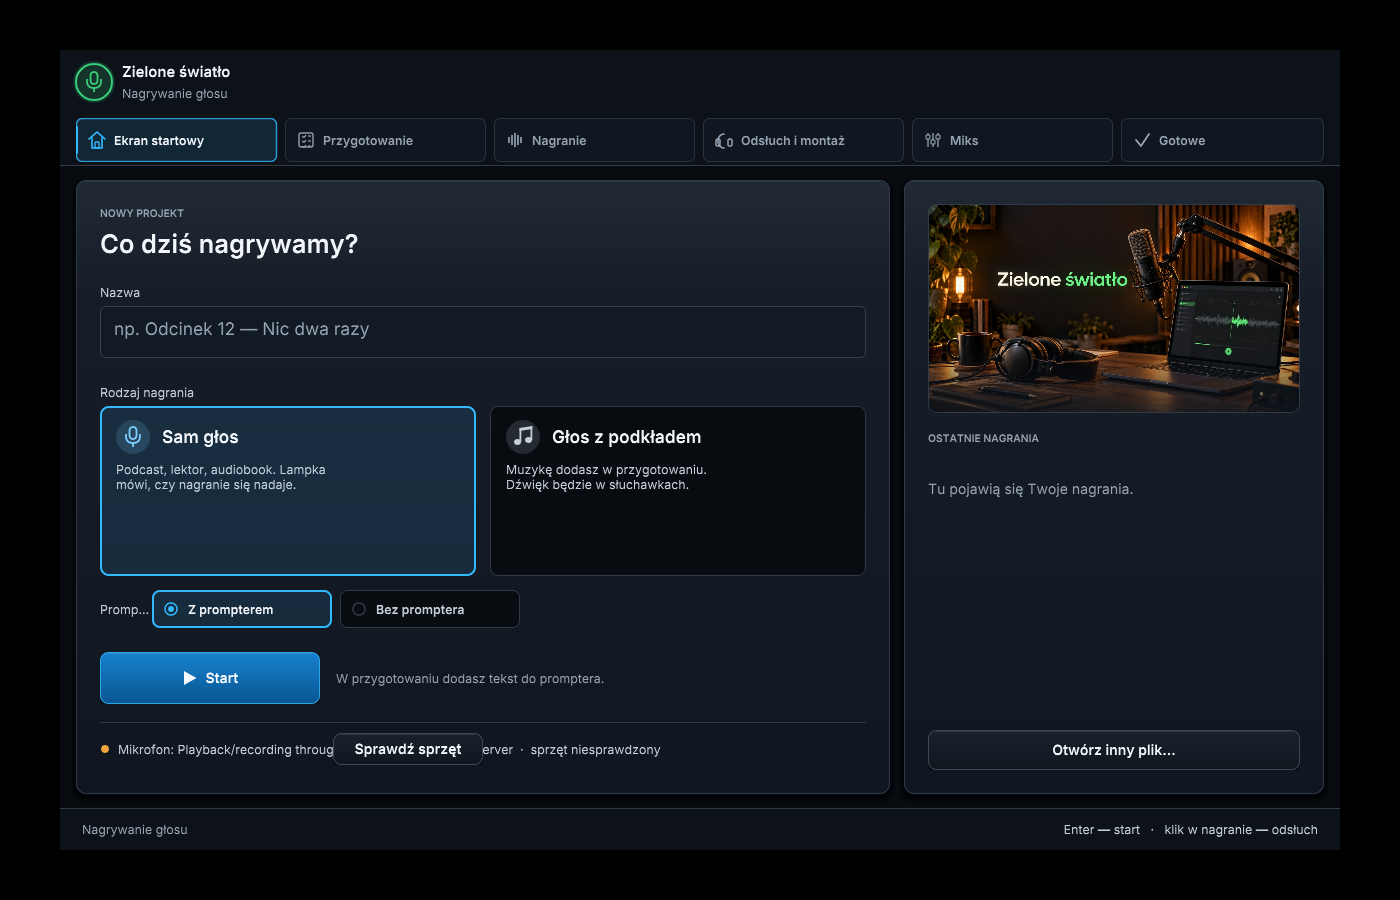 Zielone światło
Nagrywanie głosu
Ekran startowy
Przygotowanie
Nagranie
Odsłuch i montaż
Miks
Gotowe
NOWY PROJEKT
Co dziś nagrywamy?
Nazwa
np. Odcinek 12 — Nic dwa razy
Rodzaj nagrania
Sam głos
Podcast, lektor, audiobook. Lampka
mówi, czy nagranie się nadaje.
Głos z podkładem
Muzykę dodasz w przygotowaniu.
Dźwięk będzie w słuchawkach.
Promp...
Z prompterem
Bez promptera
Start
W przygotowaniu dodasz tekst do promptera.
Mikrofon: Playback/recording throug
Sprawdź sprzęt
erver · sprzęt niesprawdzony
Zielone światło
OSTATNIE NAGRANIA
Tu pojawią się Twoje nagrania.
Otwórz inny plik...
Nagrywanie głosu
Enter — start · klik w nagranie — odsłuch